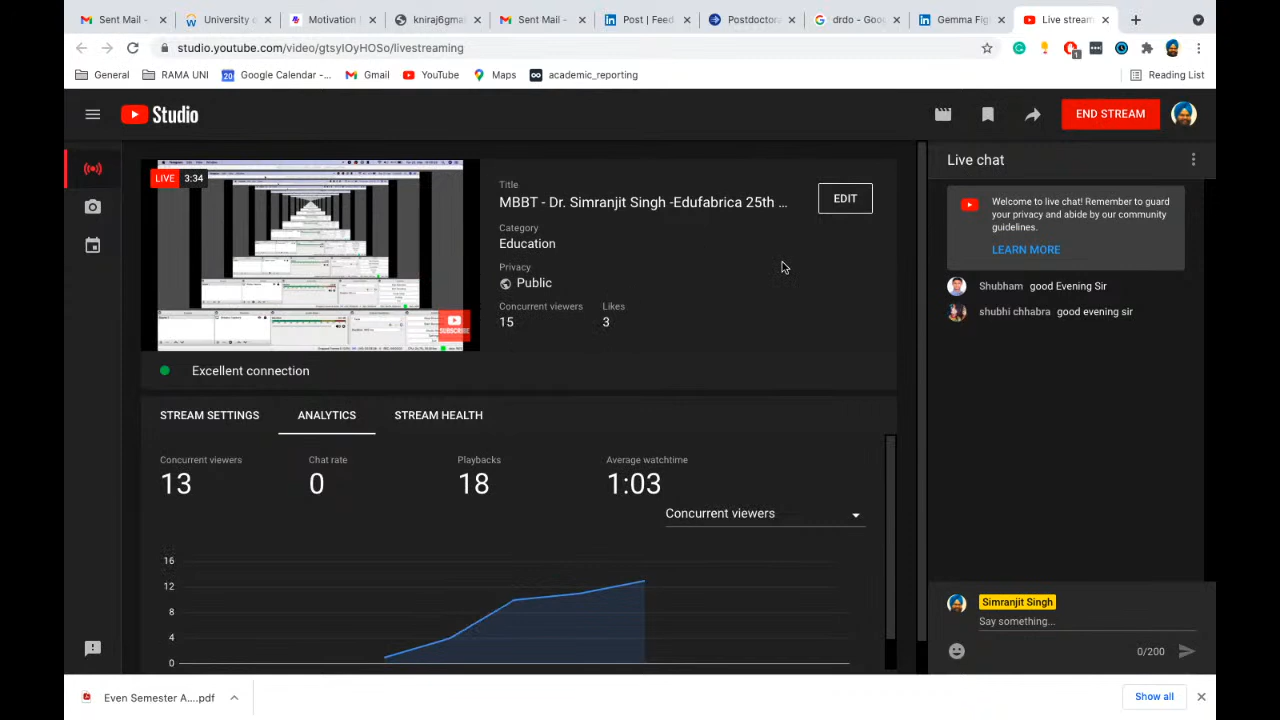 Sent Mail -
University o
Motivation
kniraj6gmai
Sent Mail -
Post | Feed
Postdoctora
drdo - Goo
Gemma Fig
Live stream
studio.youtube.com/video/gtsyIOyHOSo/livestreaming
1
General
RAMA UNI
20 Google Calendar -...
Gmail
YouTube
Maps
academic_reporting
Reading List
Studio
END STREAM
LIVE 3:34
SUBSCRIBE
Title
MBBT - Dr. Simranjit Singh -Edufabrica 25th ...
EDIT
Category
Education
Privacy
Public
Concurrent viewers
Likes
15
3
Excellent connection
STREAM SETTINGS
ANALYTICS
STREAM HEALTH
Concurrent viewers
Chat rate
Playbacks
Average watchtime
13
0
18
1:03
Concurrent viewers
16
12
8
4
0
Live chat
Welcome to live chat! Remember to guard
your privacy and abide by our community
guidelines.
LEARN MORE
Shubham good Evening Sir
shubhi chhabra good evening sir
Simranjit Singh
Say something...
0/200
Even Semester A....pdf
Show all